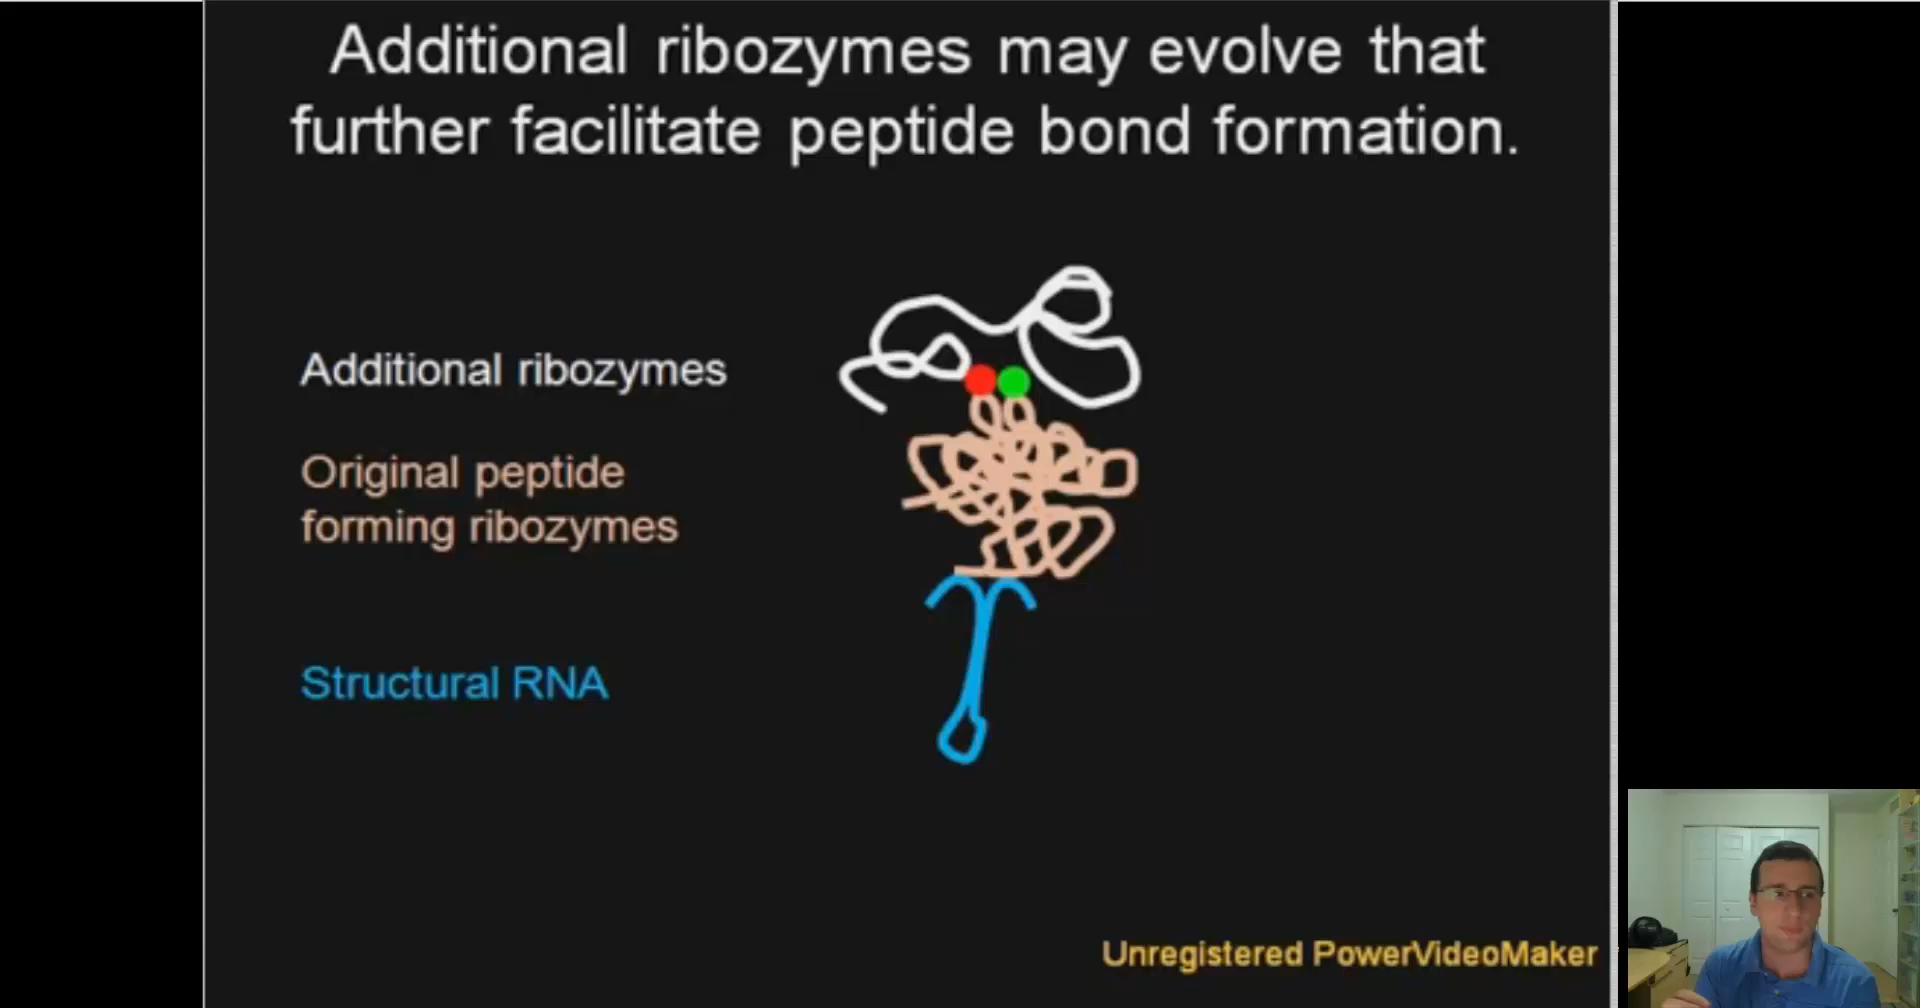 Additional ribozymes may evolve that
further facilitate peptide bond formation.
Additional ribozymes
Original peptide
forming ribozymes
Structural RNA
Unregistered PowerVideoMaker